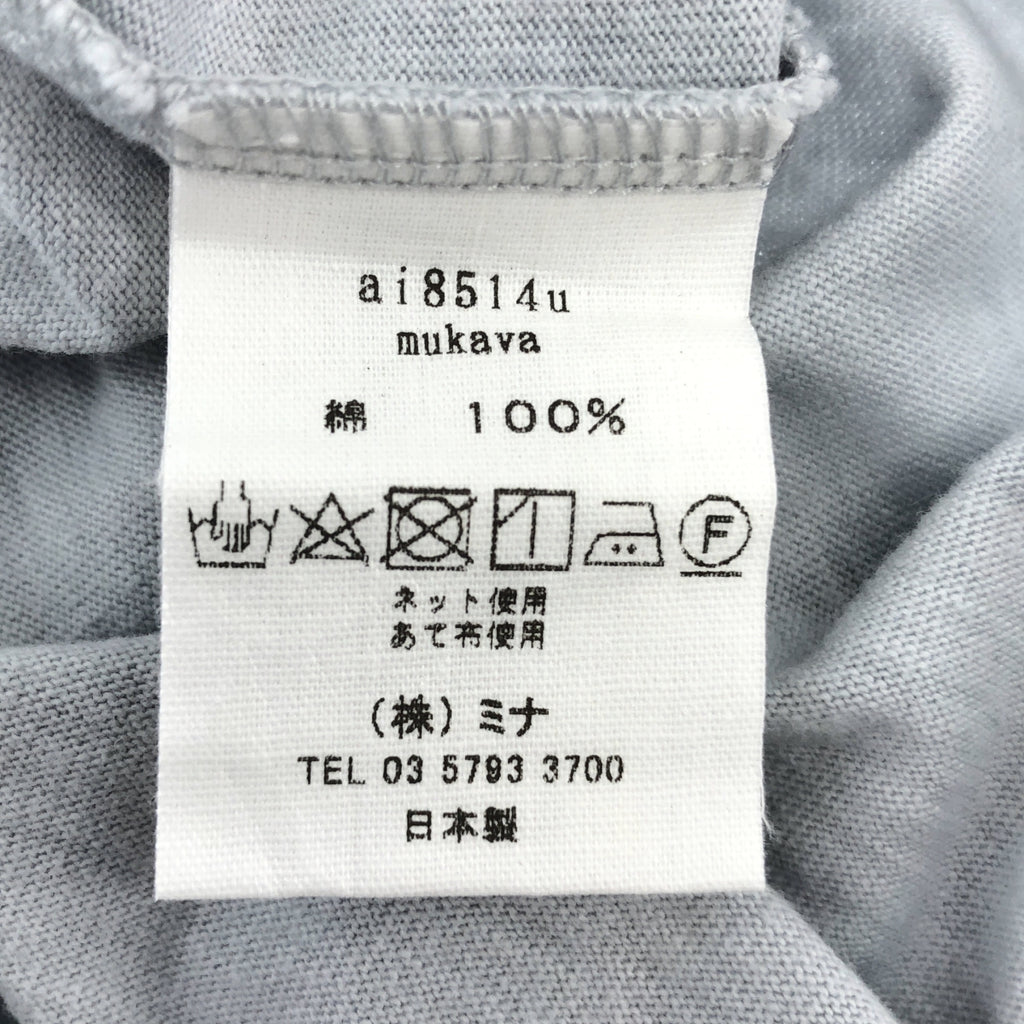 ai8514u
mukava
綿 100%
F
ネット使用
あて布使用
(株)ミナ
TEL 03 5793 3700
日本製